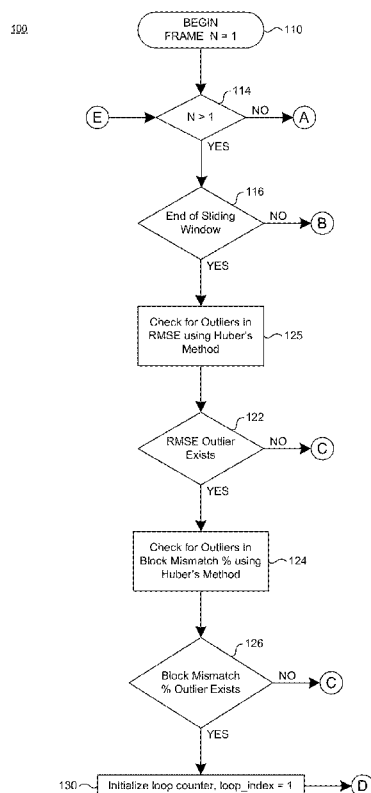 100
BEGIN
FRAME N = 1
110
114
E
N > 1
NO
A
YES
116
End of Sliding
Window
NO
B
YES
Check for Outliers in
RMSE using Huber's
Method
125
122
RMSE Outlier
Exists
NO
C
YES
Check for Outliers in
Block Mismatch % using
Huber's Method
124
126
Block Mismatch
% Outlier Exists
NO
C
YES
130
Initialize loop counter, loop_index = 1
D